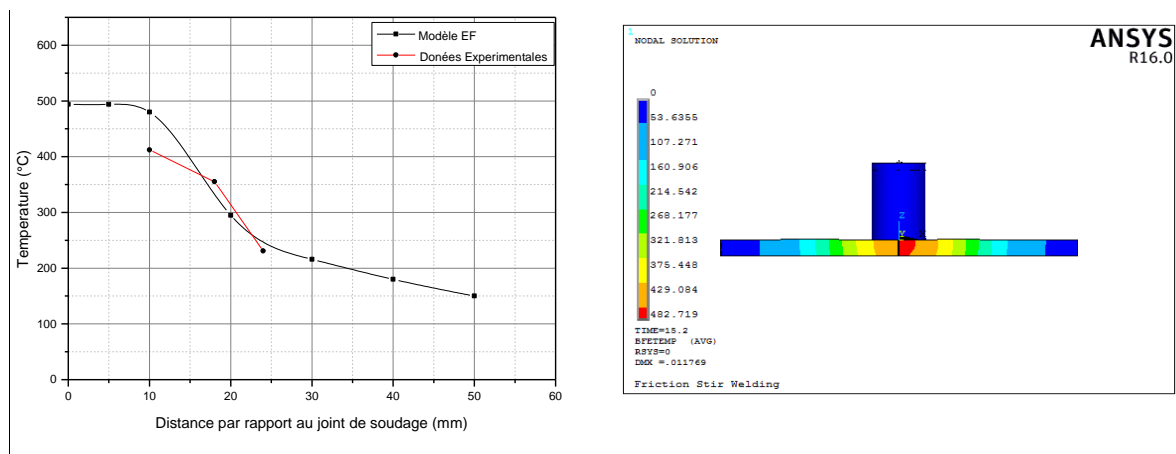 600
500
400
300
200
100
0
Temperature (°C)
Modèle EF
Donées Experimentales
0 10 20 30 40 50 60
Distance par rapport au joint de soudage (mm)
1
NODAL SOLUTION
ANSYS
R16.0
0
53.6355
107.271
160.906
214.542
268.177
321.813
375.448
429.084
482.719
Z
Y
TIME=15.2
BFETEMP (AVG)
RSYS=0
DMX =.011769
Friction Stir Welding